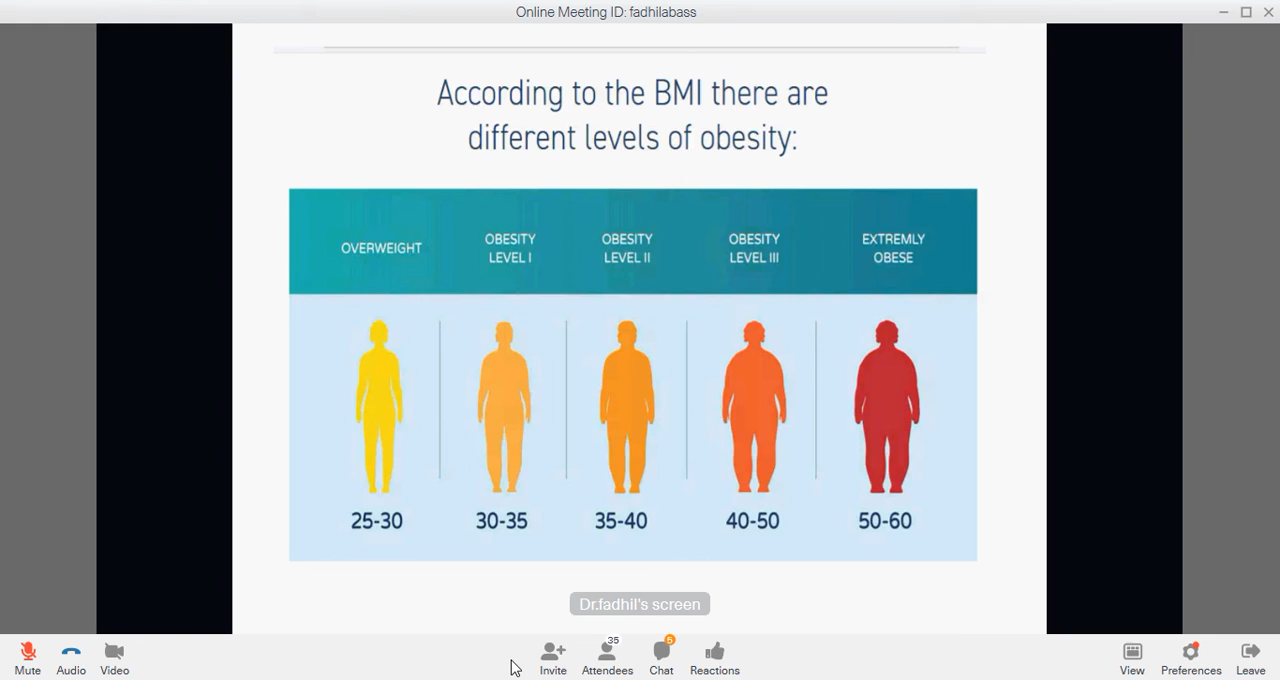 Online Meeting ID: fadhilabass
According to the BMI there are
different levels of obesity:
OVERWEIGHT
OBESITY
LEVEL I
OBESITY
LEVEL II
OBESITY
LEVEL III
EXTREMLY
OBESE
25-30
30-35
35-40
40-50
50-60
Dr.fadhil's screen
Mute
Audio
Video
Invite
35
Attendees
6
Chat
Reactions
View
Preferences
Leave